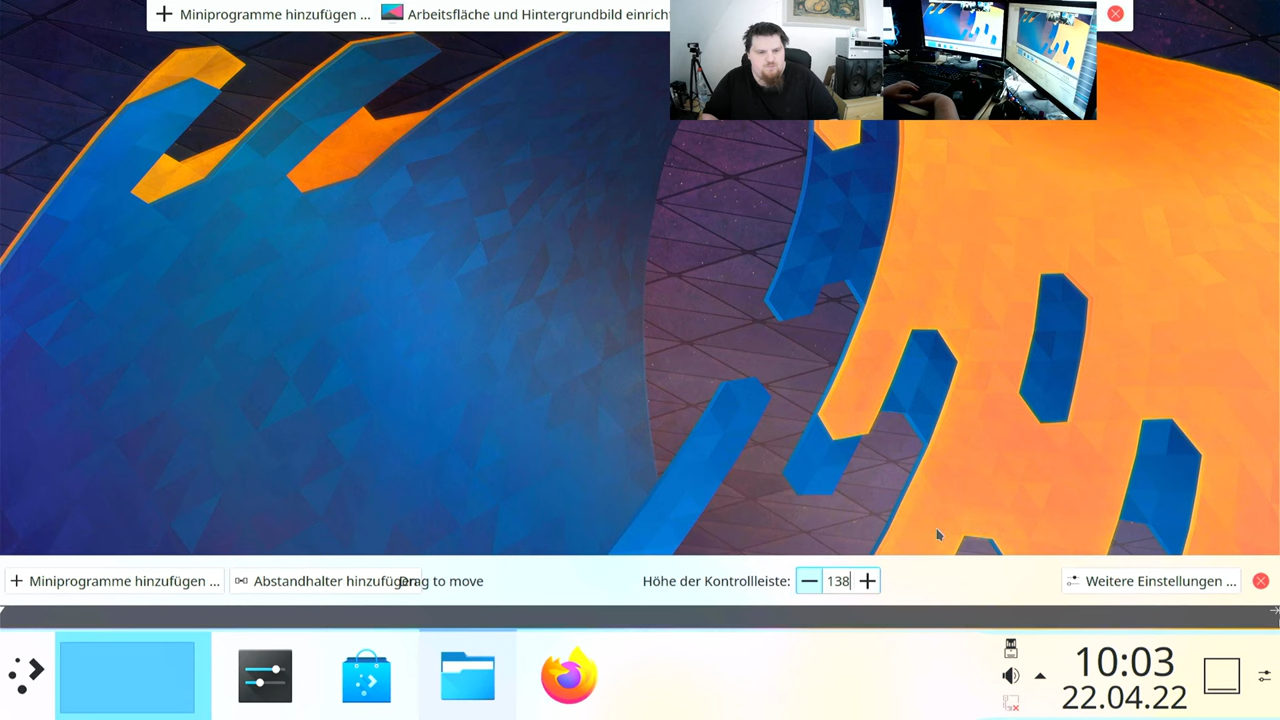 Miniprogramme hinzufügen ...
Arbeitsfläche und Hintergrundbild einrich
Miniprogramme hinzufügen ...
Abstandhalter hinzufügen
Drag to move
Höhe der Kontrollleiste:
138
Weitere Einstellungen ...
10:03
22.04.22